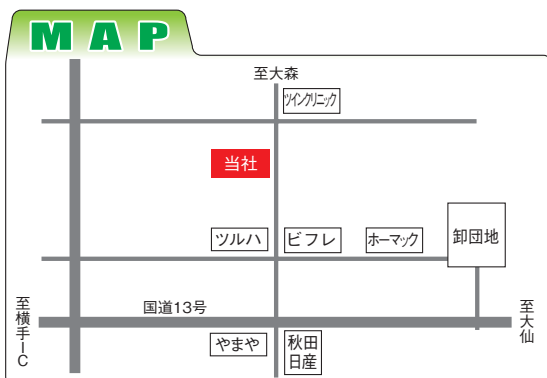 MAP
至大森
ツインクリニック
当社
ツルハ
ビフレ
ホーマック
卸団地
国道13号
至横手IC
至大仙
やまや
秋田
日産